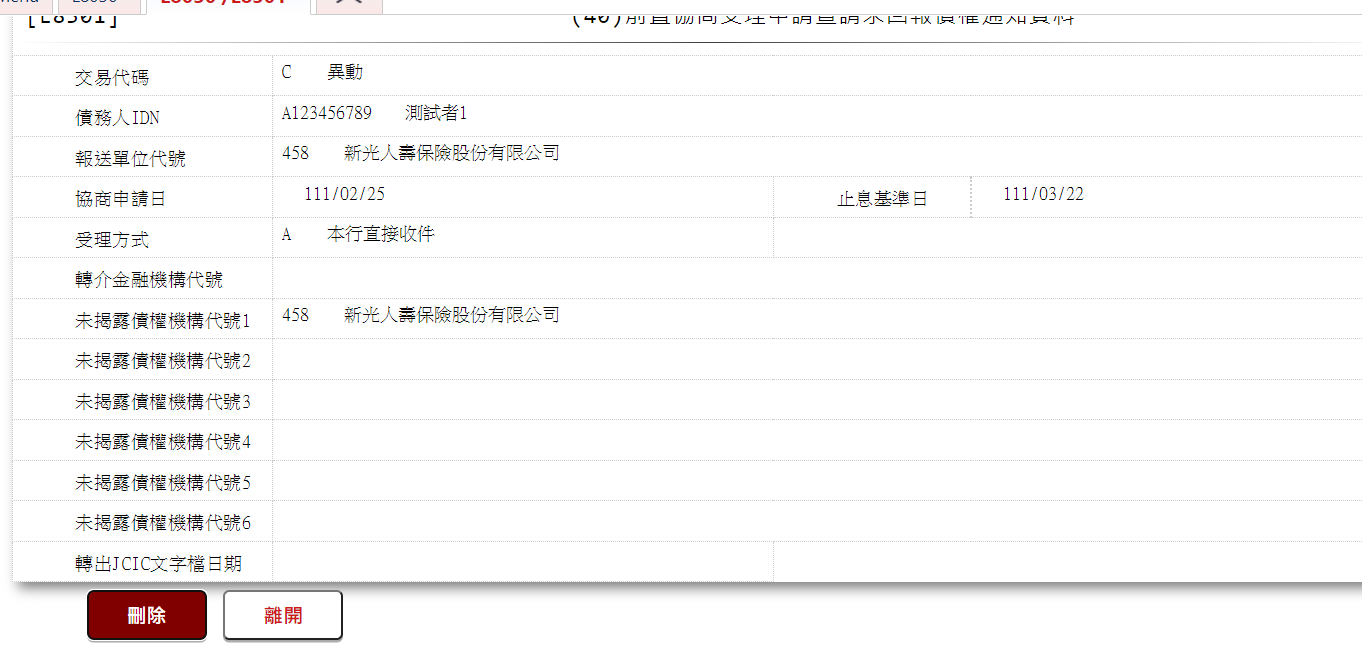 [L8301] (40)前置協商受理申請暨請求回報債權通知資料
交易代碼 C 異動
債務人IDN A123456789 測試者1
報送單位代號 458 新光人壽保險股份有限公司
協商申請日 111/02/25 止息基準日 111/03/22
受理方式 A 本行直接收件
轉介金融機構代號
未揭露債權機構代號1 458 新光人壽保險股份有限公司
未揭露債權機構代號2
未揭露債權機構代號3
未揭露債權機構代號4
未揭露債權機構代號5
未揭露債權機構代號6
轉出JCIC文字檔日期
刪除 離開